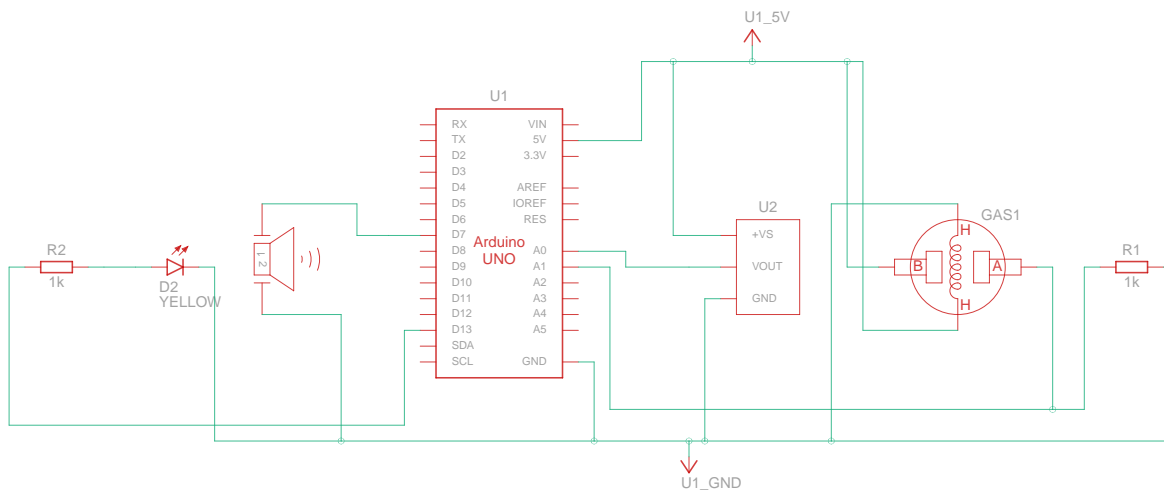 U1_5V
U1
RX
TX
D2
D3
D4
D5
D6
D7
D8
D9
D10
D11
D12
D13
SDA
SCL
VIN
5V
3.3V
AREF
IOREF
RES
A0
A1
A2
A3
A4
A5
GND
Arduino
UNO
R2
1k
D2
YELLOW
1 2
U2
+VS
VOUT
GND
GAS1
H
B
A
H
R1
1k
U1_GND